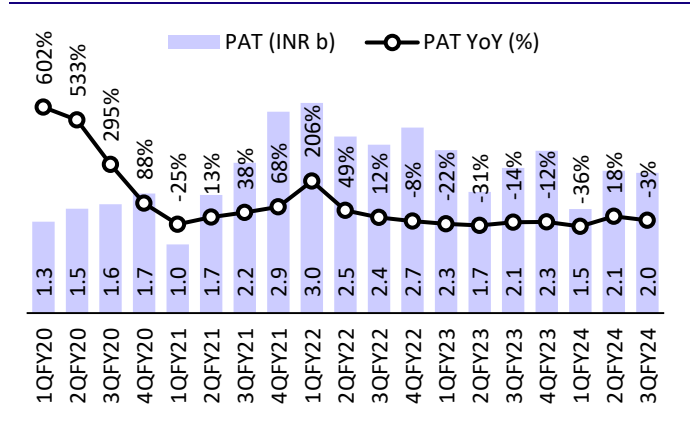 PAT (INR b) PAT YoY (%)
602% 533% 295% 88% -25% 13% 38% 68% 206% 49% 12% -8% -22% -31% -14% -12% -36% 18% -3%
1.3 1.5 1.6 1.7 1.0 1.7 2.2 2.9 3.0 2.5 2.4 2.7 2.3 1.7 2.1 2.3 1.5 2.1 2.0
1QFY20 2QFY20 3QFY20 4QFY20 1QFY21 2QFY21 3QFY21 4QFY21 1QFY22 2QFY22 3QFY22 4QFY22 1QFY23 2QFY23 3QFY23 4QFY23 1QFY24 2QFY24 3QFY24